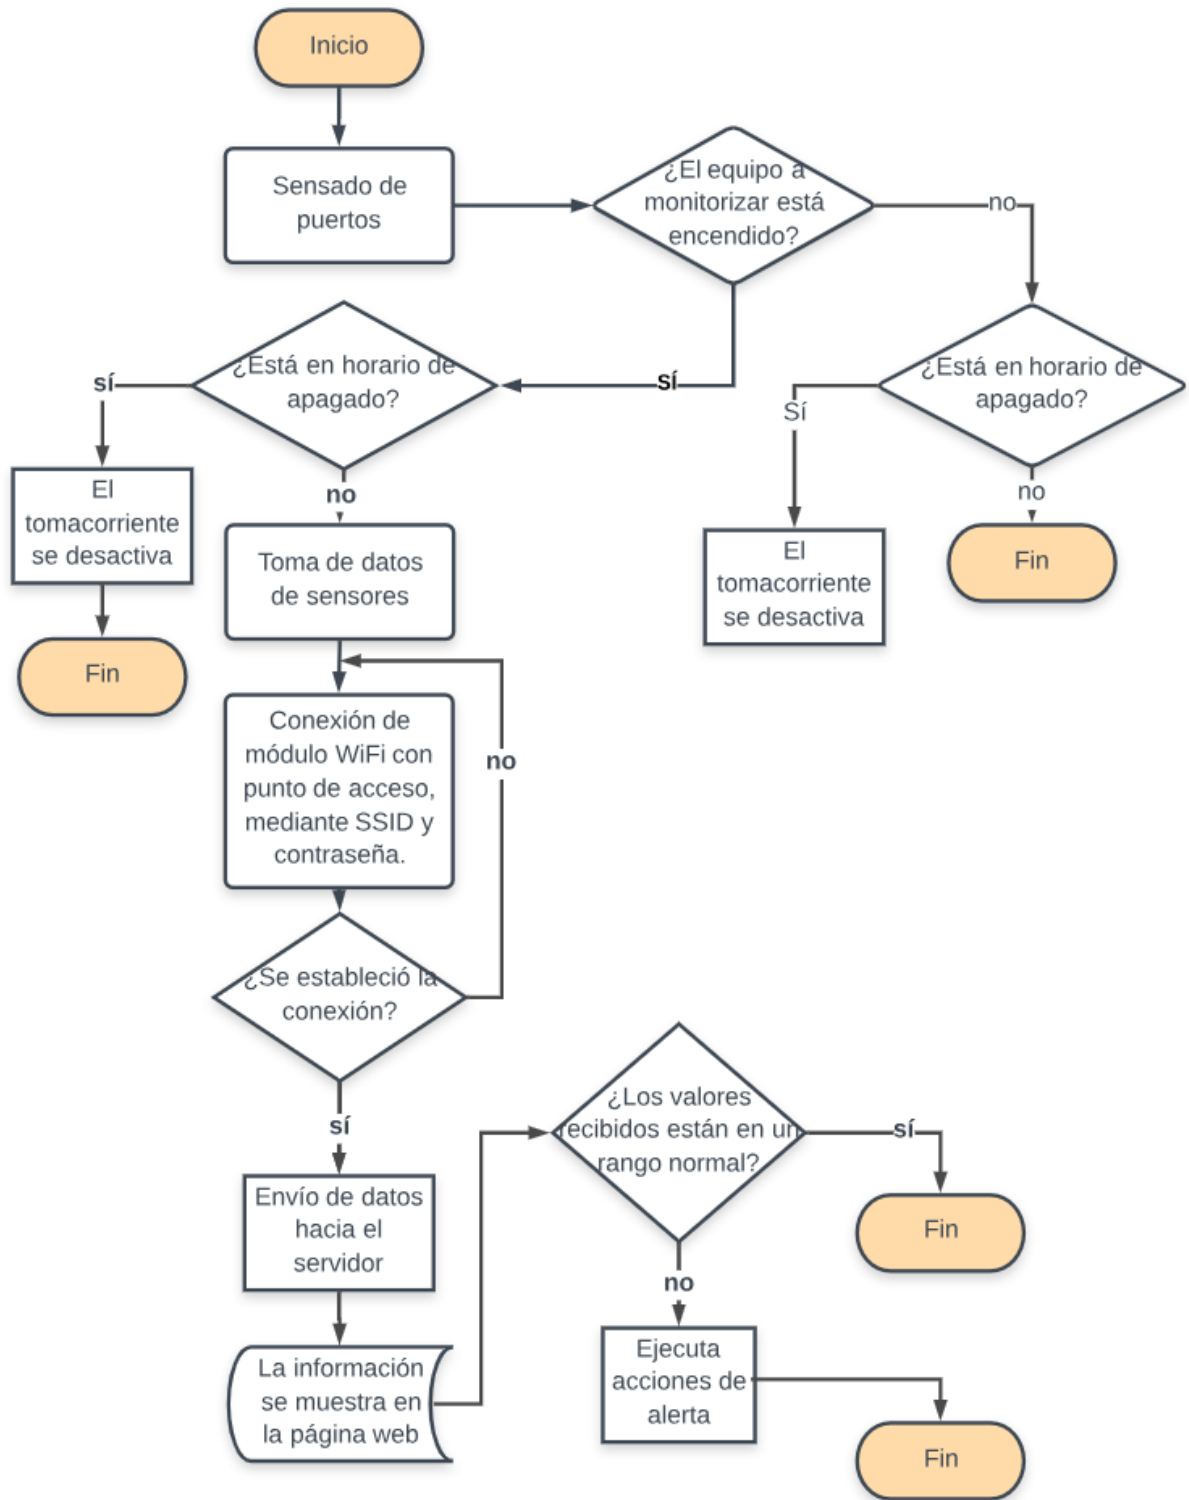 Inicio
Sensado de
puertos
¿El equipo a
monitorizar está
encendido?
no
sí
¿Está en horario de
apagado?
sí
no
¿Está en horario de
apagado?
Sí
no
El
tomacorriente
se desactiva
Fin
Toma de datos
de sensores
El
tomacorriente
se desactiva
Fin
Conexión de
módulo WiFi con
punto de acceso,
mediante SSID y
contraseña.
no
¿Se estableció la
conexión?
sí
Envío de datos
hacia el
servidor
La información
se muestra en
la página web
¿Los valores
recibidos están en un
rango normal?
sí
Fin
no
Ejecuta
acciones de
alerta
Fin